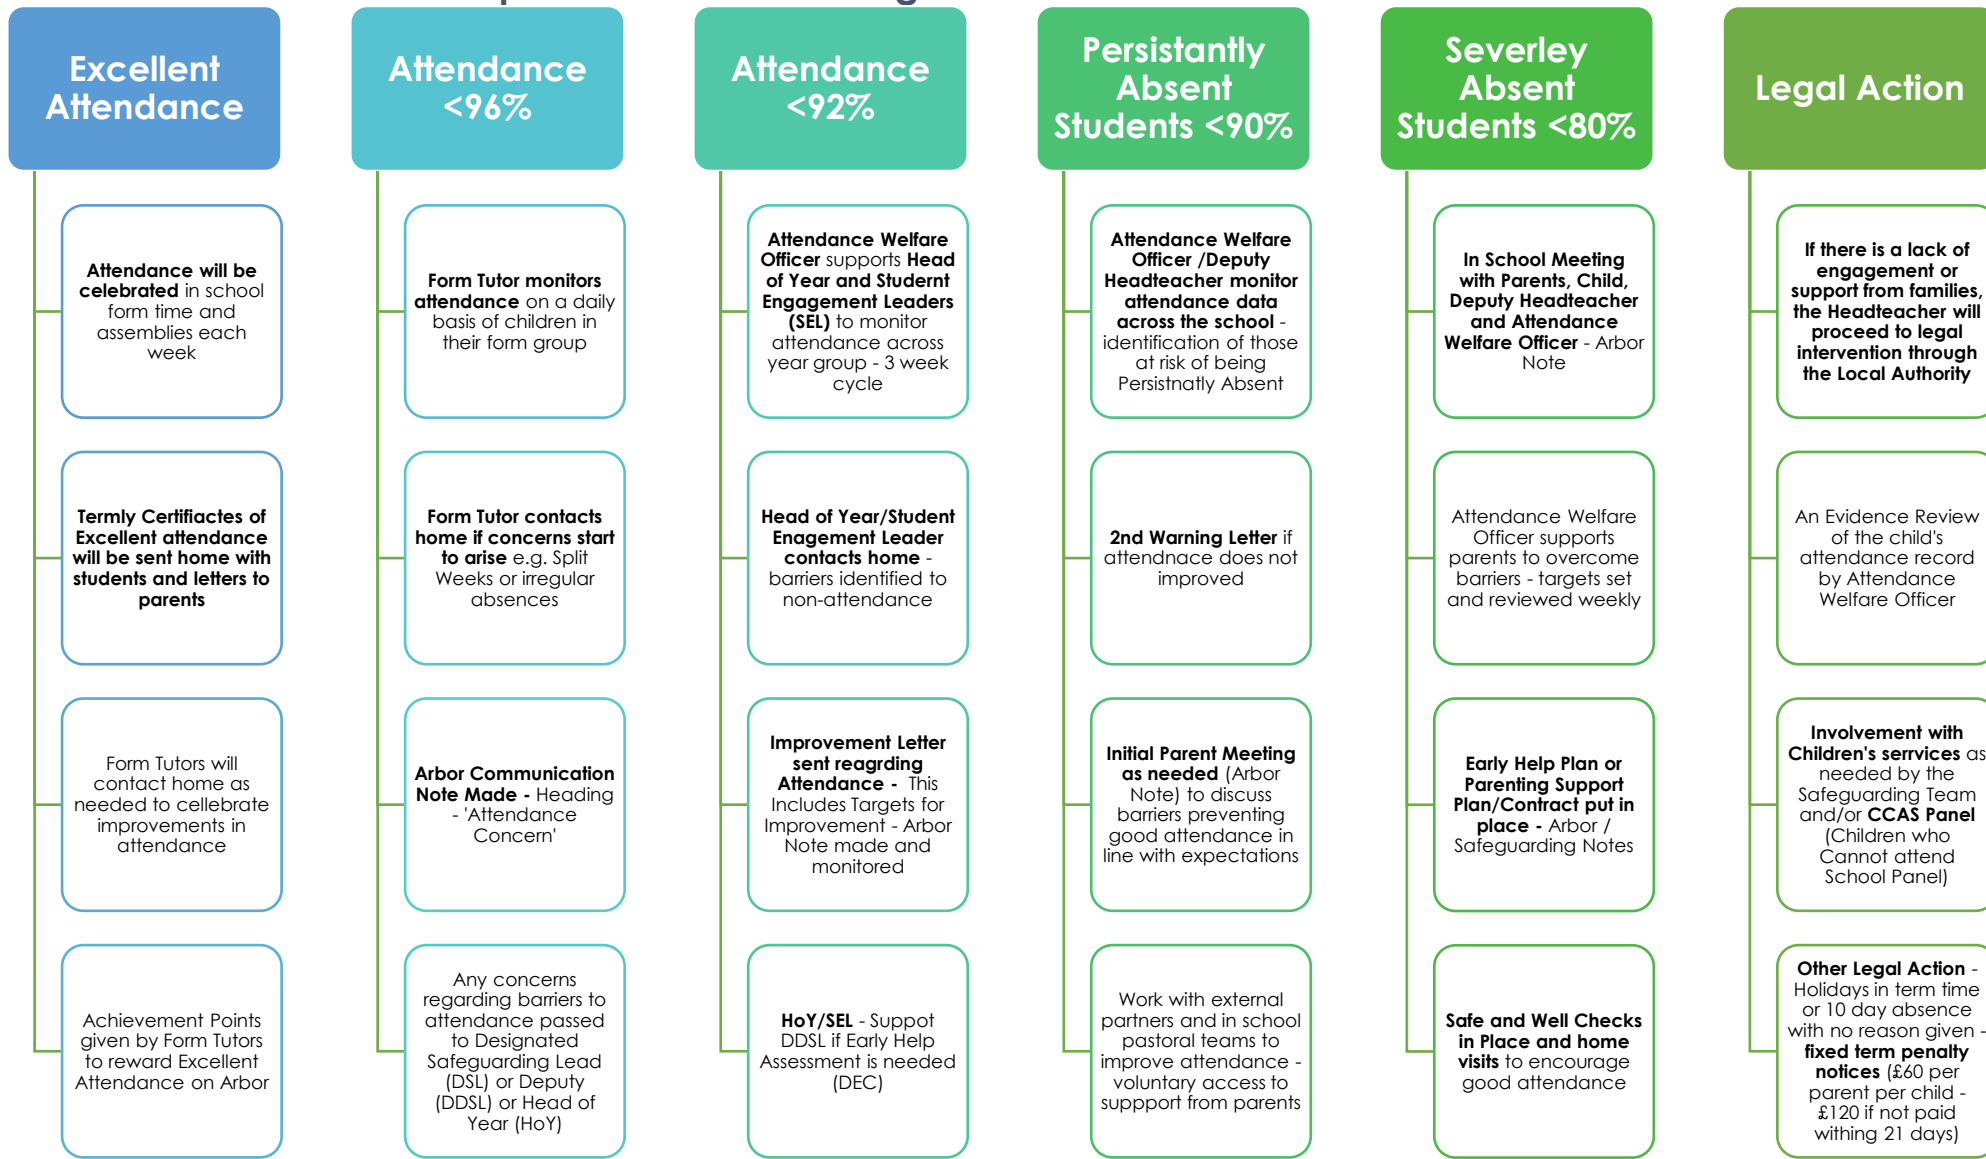 Excellent
Attendance
Attendance will be
celebrated in school
form time and
assemblies each
week
Termly Certifiactes of
Excellent attendance
will be sent home with
students and letters to
parents
Form Tutors will
contact home as
needed to cellebrate
improvements in
attendance
Achievement Points
given by Form Tutors
to reward Excellent
Attendance on Arbor
Attendance
<96%
Form Tutor monitors
attendance on a daily
basis of children in
their form group
Form Tutor contacts
home if concerns start
to arise e.g. Split
Weeks or irregular
absences
Arbor Communication
Note Made - Heading
- 'Attendance
Concern'
Any concerns
regarding barriers to
attendance passed
to Designated
Safeguarding Lead
(DSL) or Deputy
(DDSL) or Head of
Year (HoY)
Attendance
<92%
Attendance Welfare
Officer supports Head
of Year and Studernt
Engagement Leaders
(SEL) to monitor
attendance across
year group - 3 week
cycle
Head of Year/Student
Enagement Leader
contacts home -
barriers identified to
non-attendance
Improvement Letter
sent reagrding
Attendance - This
Includes Targets for
Improvement - Arbor
Note made and
monitored
HoY/SEL - Suppot
DDSL if Early Help
Assessment is needed
(DEC)
Persistantly
Absent
Students <90%
Attendance Welfare
Officer /Deputy
Headteacher monitor
attendance data
across the school -
identification of those
at risk of being
Persistnatly Absent
2nd Warning Letter if
attendnace does not
improved
Initial Parent Meeting
as needed (Arbor
Note) to discuss
barriers preventing
good attendance in
line with expectations
Work with external
partners and in school
pastoral teams to
improve attendance -
voluntary access to
suppport from parents
Severley
Absent
Students <80%
In School Meeting
with Parents, Child,
Deputy Headteacher
and Attendance
Welfare Officer - Arbor
Note
Attendance Welfare
Officer supports
parents to overcome
barriers - targets set
and reviewed weekly
Early Help Plan or
Parenting Support
Plan/Contract put in
place - Arbor /
Safeguarding Notes
Safe and Well Checks
in Place and home
visits to encourage
good attendance
Legal Action
If there is a lack of
engagement or
support from families,
the Headteacher will
proceed to legal
intervention through
the Local Authority
An Evidence Review
of the child's
attendance record
by Attendance
Welfare Officer
Involvement with
Children's serrvices as
needed by the
Safeguarding Team
and/or CCAS Panel
(Children who
Cannot attend
School Panel)
Other Legal Action -
Holidays in term time
or 10 day absence
with no reason given -
fixed term penalty
notices (£60 per
parent per child -
£120 if not paid
withing 21 days)